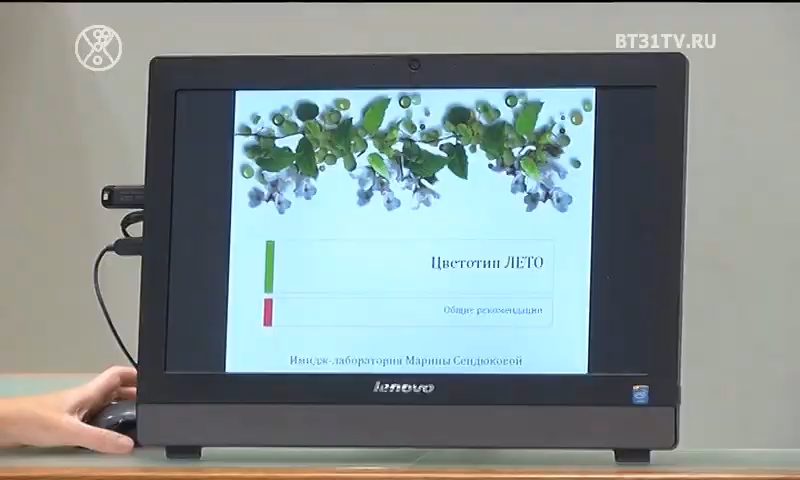 BT31TV.RU
Цветотип ЛЕТО
Общие рекомендации
Имидж-лаборатория Марины Сендюковой
lenovo